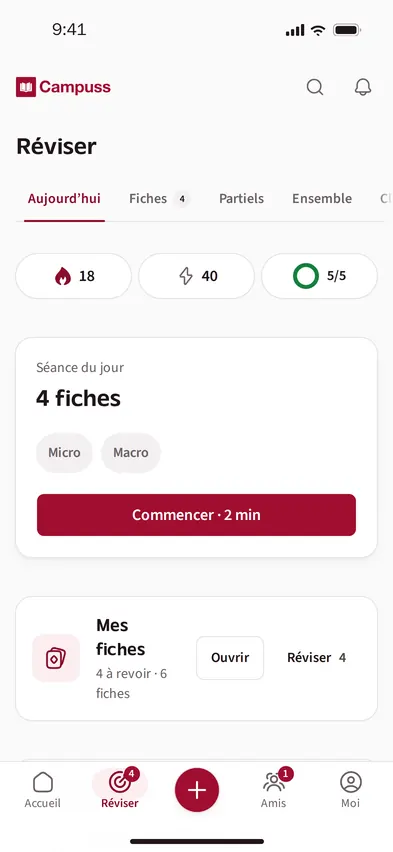 9:41
Campuss
Réviser
Aujourd'hui Fiches 4 Partiels Ensemble
18 40 5/5
Séance du jour
4 fiches
Micro Macro
Commencer · 2 min
Mes
fiches
4 à revoir · 6
fiches
Ouvrir Réviser 4
4 1
Accueil Réviser Amis Moi